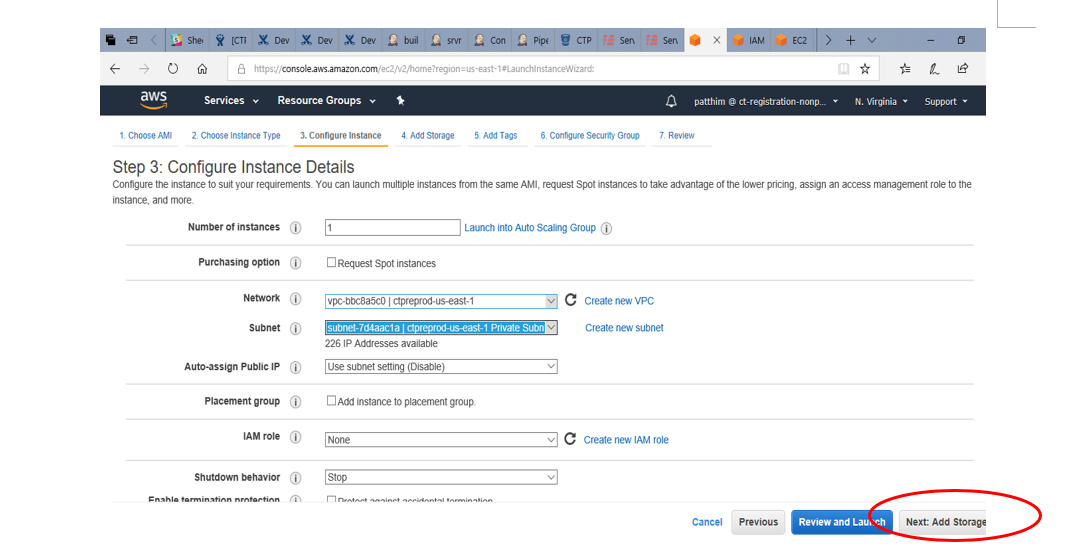 She
[CTI
Dev
Dev
Dev
buil
srvr
Con
Pipe
CTP
Ser
Ser
IAM
EC2
https://console.aws.amazon.com/ec2/v2/home?region=us-east-1#LaunchInstanceWizard:
aws
Services
Resource Groups
patthim @ ct-registration-nonp...
N. Virginia
Support
1. Choose AMI
2. Choose Instance Type
3. Configure Instance
4. Add Storage
5. Add Tags
6. Configure Security Group
7. Review
Step 3: Configure Instance Details
Configure the instance to suit your requirements. You can launch multiple instances from the same AMI, request Spot instances to take advantage of the lower pricing, assign an access management role to the
instance, and more.
Number of instances
1
Launch into Auto Scaling Group
Purchasing option
Request Spot instances
Network
vpc-bbc8a5c0 | ctpreprod-us-east-1
Create new VPC
Subnet
subnet-7d4aac1a | ctpreprod-us-east-1 Private Subn
Create new subnet
226 IP Addresses available
Auto-assign Public IP
Use subnet setting (Disable)
Placement group
Add instance to placement group.
IAM role
None
Create new IAM role
Shutdown behavior
Stop
Enable termination protection
Protect against accidental termination
Cancel
Previous
Review and Launch
Next: Add Storage